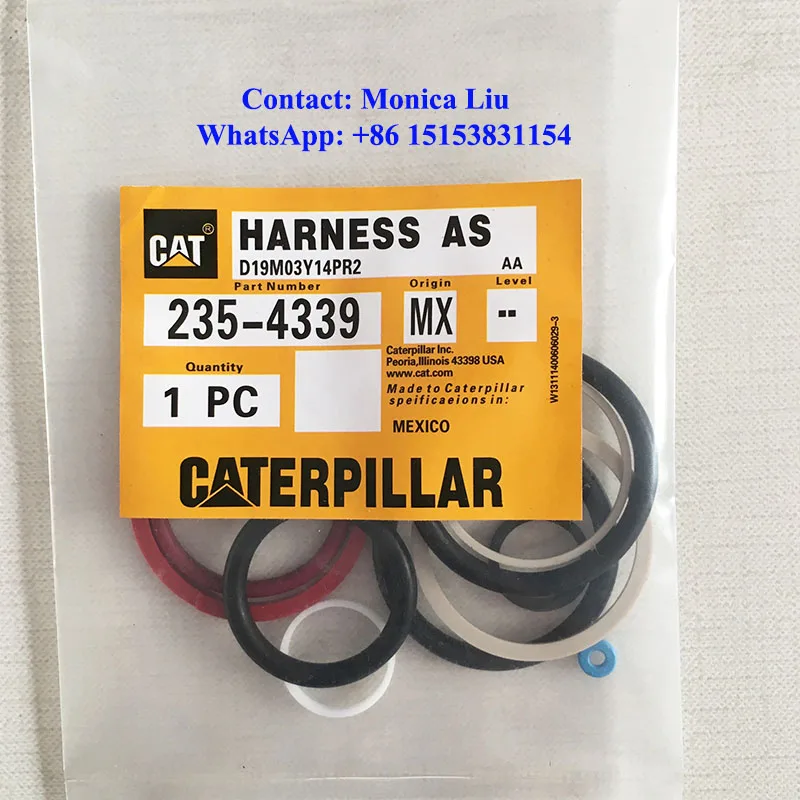 Contact: Monica Liu
WhatsApp: +86 15153831154
CAT®
HARNESS AS
D19M03Y14PR2 AA
Part Number Origin Level
235-4339 MX --
Quantity
1 PC
Caterpillar Inc.
Peoria,Illinois 43398 USA
www.cat.com
Made to Caterpillar
speificaeions in:
MEXICO
W13111400606029-3
CATERPILLAR